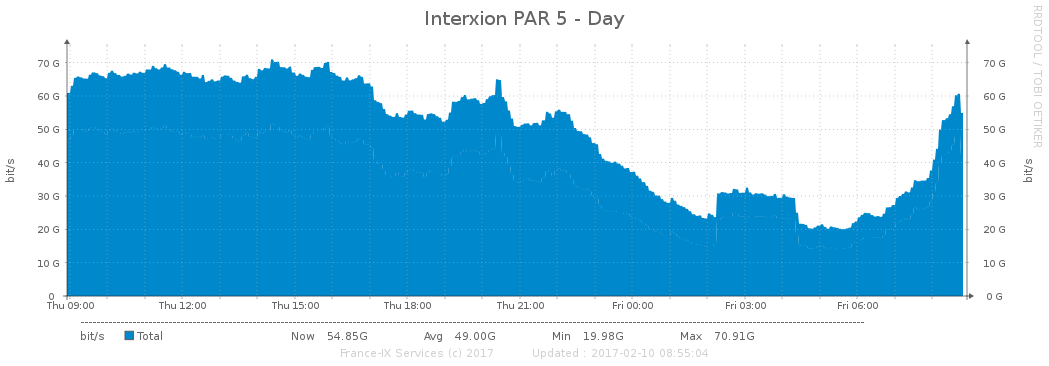 Interxion PAR 5 - Day
RRDTOOL / TOBI OETIKER
bit/s
bit/s
70 G 70 G
60 G 60 G
50 G 50 G
40 G 40 G
30 G 30 G
20 G 20 G
10 G 10 G
0 0 G
Thu 09:00 Thu 12:00 Thu 15:00 Thu 18:00 Thu 21:00 Fri 00:00 Fri 03:00 Fri 06:00
bit/s Total Now 54.85G Avg 49.00G Min 19.98G Max 70.91G
France-IX Services (c) 2017 Updated : 2017-02-10 08:55:04